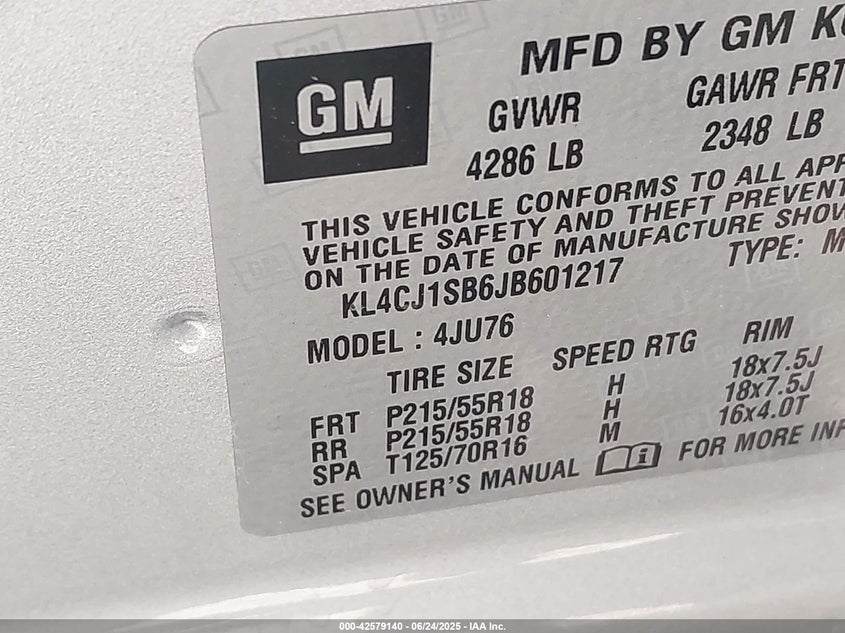 GM
MFD BY GM K
GVWR GAWR FRT
4286 LB 2348 LB
THIS VEHICLE CONFORMS TO ALL APP
VEHICLE SAFETY AND THEFT PREVENT
ON THE DATE OF MANUFACTURE SHOW
KL4CJ1SB6JB601217 TYPE: M
MODEL : 4JU76
TIRE SIZE SPEED RTG RIM
FRT P215/55R18 H 18x7.5J
RR P215/55R18 H 18x7.5J
SPA T125/70R16 M 16x4.0T
SEE OWNER'S MANUAL FOR MORE INF
000-42579140 - 06/24/2025 - IAA Inc.